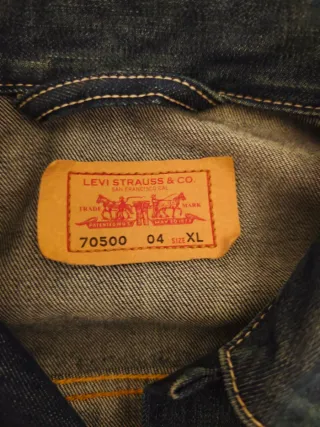 LEVI STRAUSS & CO.
SAN FRANCISCO, CAL.
TRADE MARK
70500 04 SIZE XL